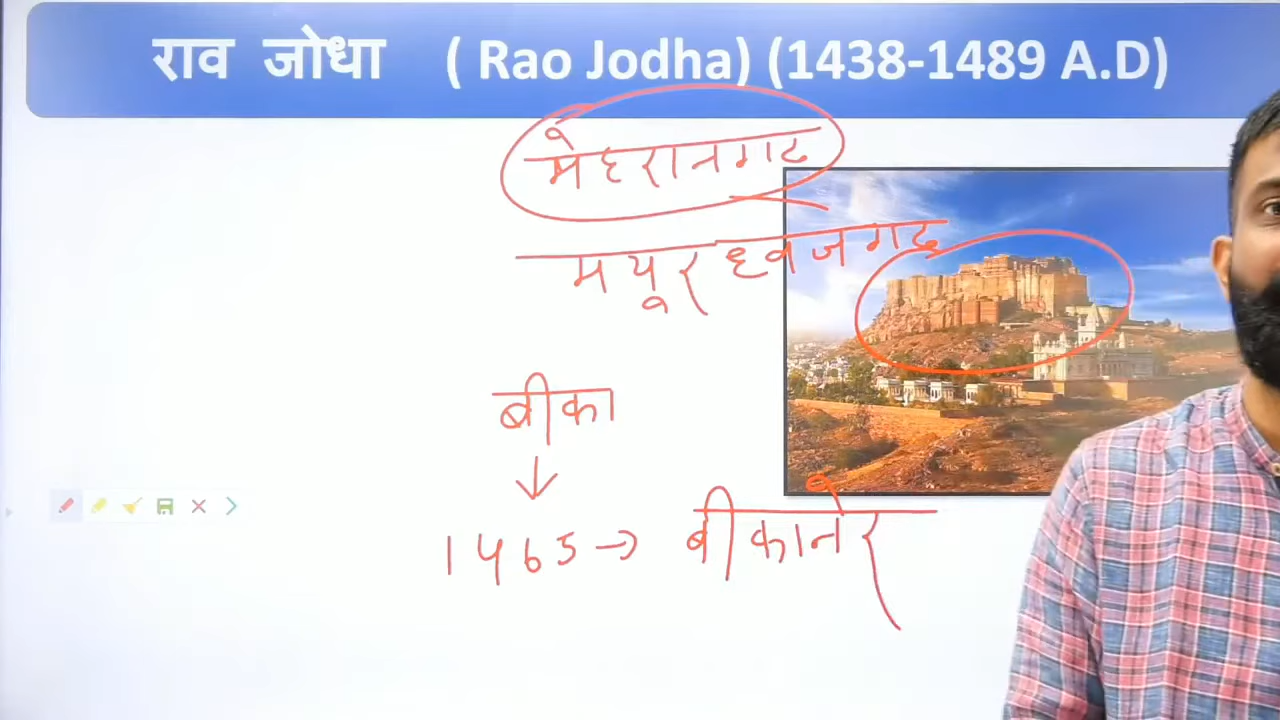 राव जोधा ( Rao Jodha) (1438-1489 A.D)
मेहरानगढ
मयूरध्वजगढ
बीका
↓
1465 → बीकानेर